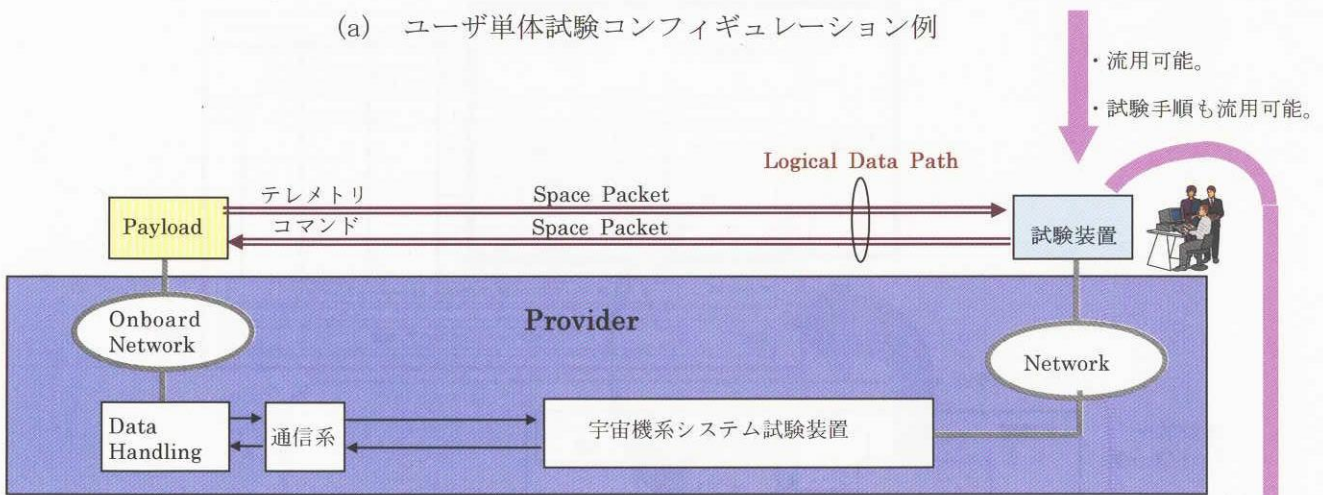 (a) ユーザ単体試験コンフィギュレーション例
・流用可能。
・試験手順も流用可能。
Logical Data Path
テレメトリ
Space Packet
コマンド
Space Packet
Payload
試験装置
Onboard
Network
Provider
Network
Data
Handling
通信系
宇宙機系システム試験装置